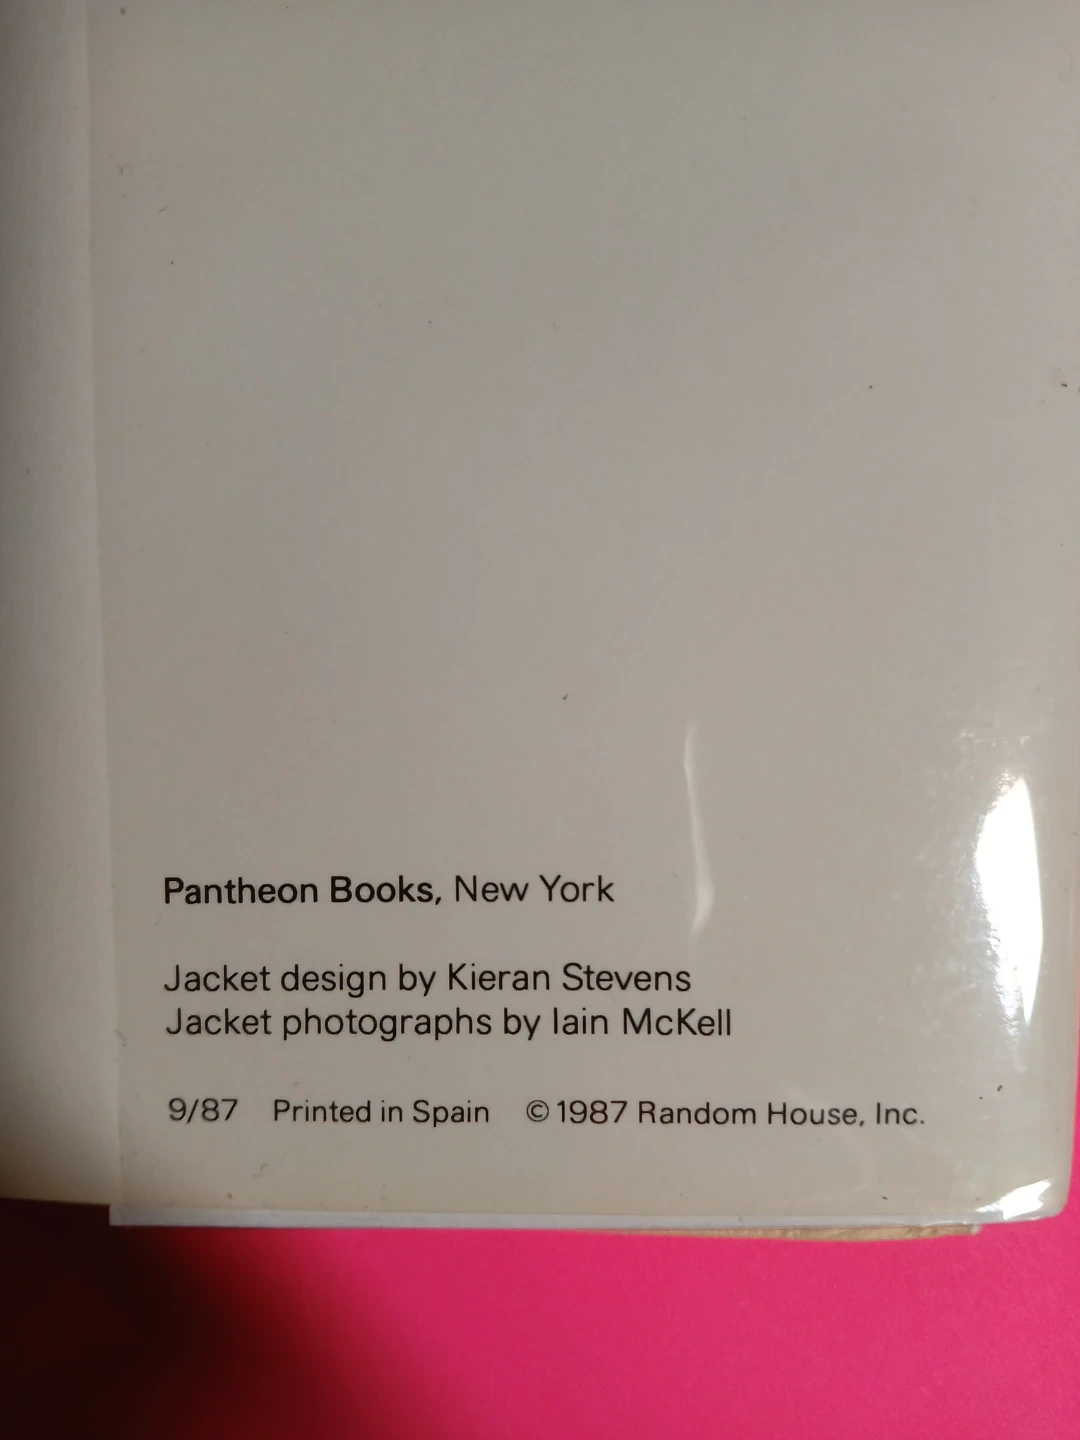 Pantheon Books, New York
Jacket design by Kieran Stevens
Jacket photographs by Iain McKell
9/87 Printed in Spain © 1987 Random House, Inc.